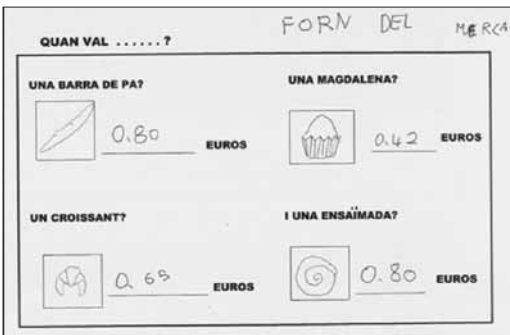 FORN DEL MERCA
QUAN VAL ......?
UNA BARRA DE PA?
0.80 EUROS
UNA MAGDALENA?
0.42 EUROS
UN CROISSANT?
0.65 EUROS
I UNA ENSAÏMADA?
0.80 EUROS